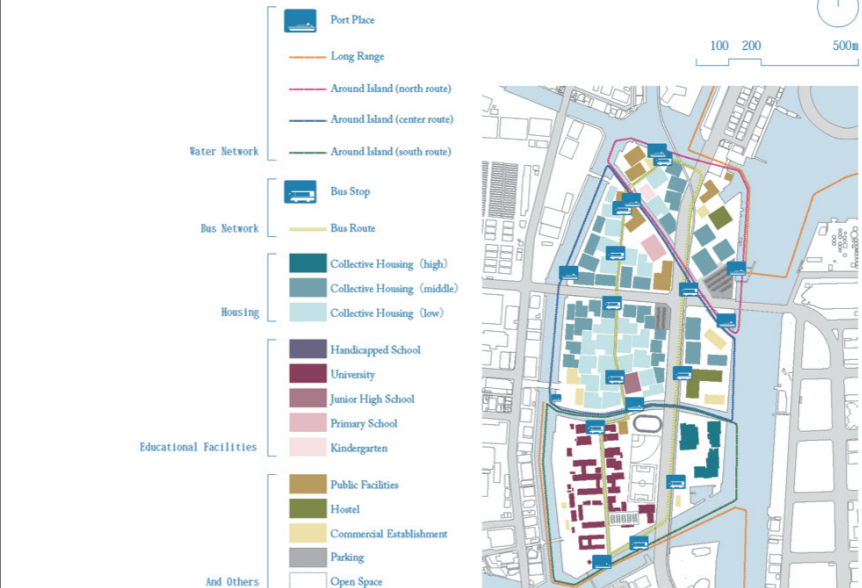 Port Place
Long Range
Around Island (north route)
Around Island (center route)
Around Island (south route)
Water Network
Bus Stop
Bus Route
Bus Network
Collective Housing (high)
Collective Housing (middle)
Collective Housing (low)
Housing
Handicapped School
University
Junior High School
Primary School
Kindergarten
Educational Facilities
Public Facilities
Hostel
Commercial Establishment
Parking
Open Space
And Others
100 200 500m